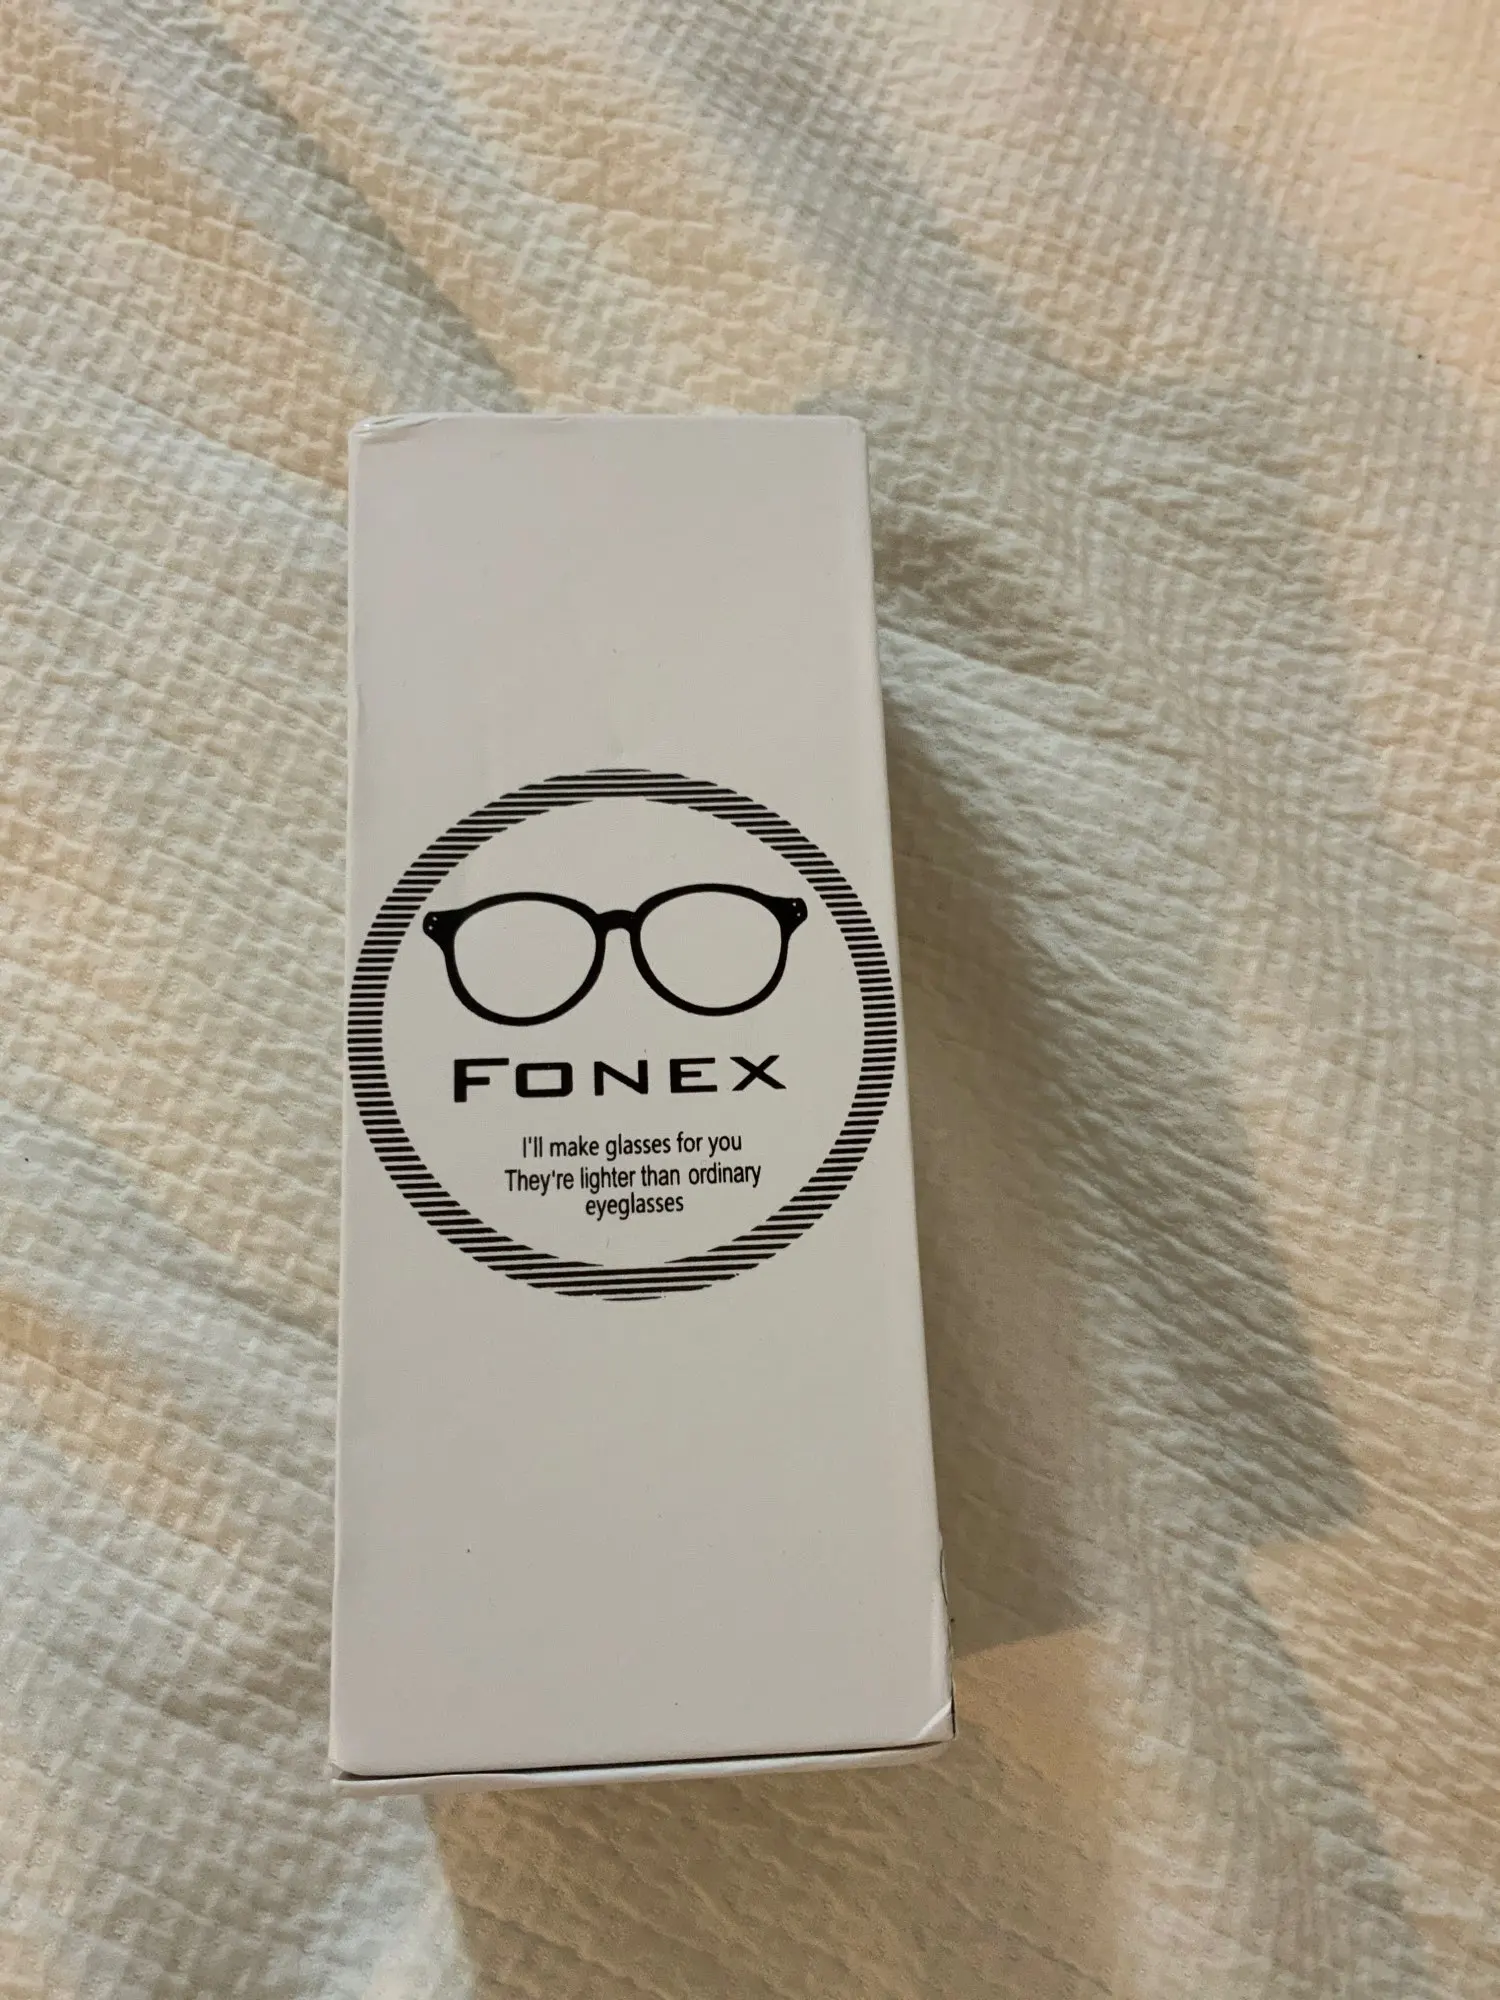 FONEX
I'll make glasses for you
They're lighter than ordinary
eyeglasses